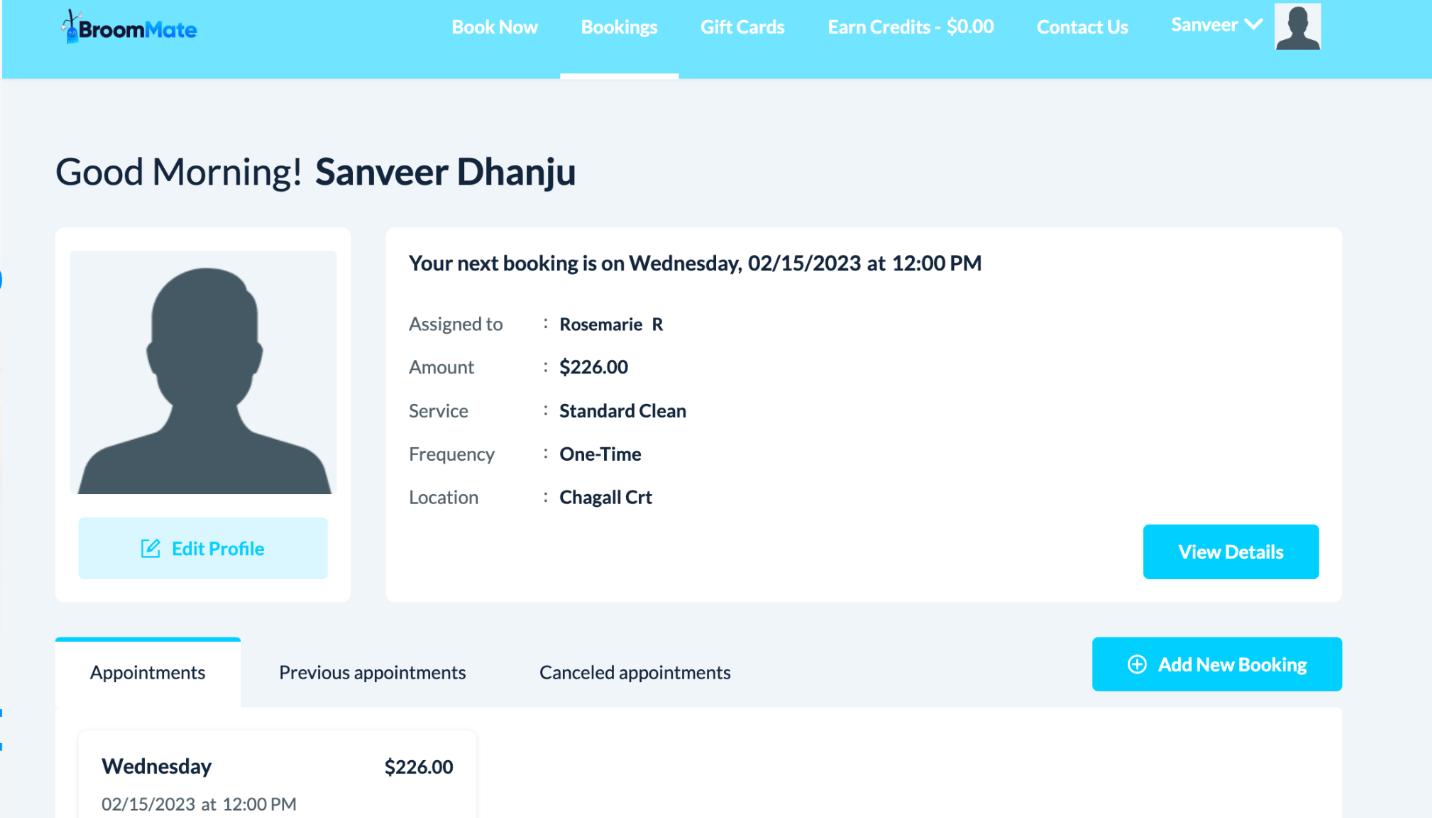 BroomMate
Book Now
Bookings
Gift Cards
Earn Credits - $0.00
Contact Us
Sanveer
Good Morning! Sanveer Dhanju
Your next booking is on Wednesday, 02/15/2023 at 12:00 PM
Assigned to : Rosemarie R
Amount : $226.00
Service : Standard Clean
Frequency : One-Time
Location : Chagall Crt
Edit Profile
View Details
Appointments
Previous appointments
Canceled appointments
Add New Booking
Wednesday $226.00
02/15/2023 at 12:00 PM